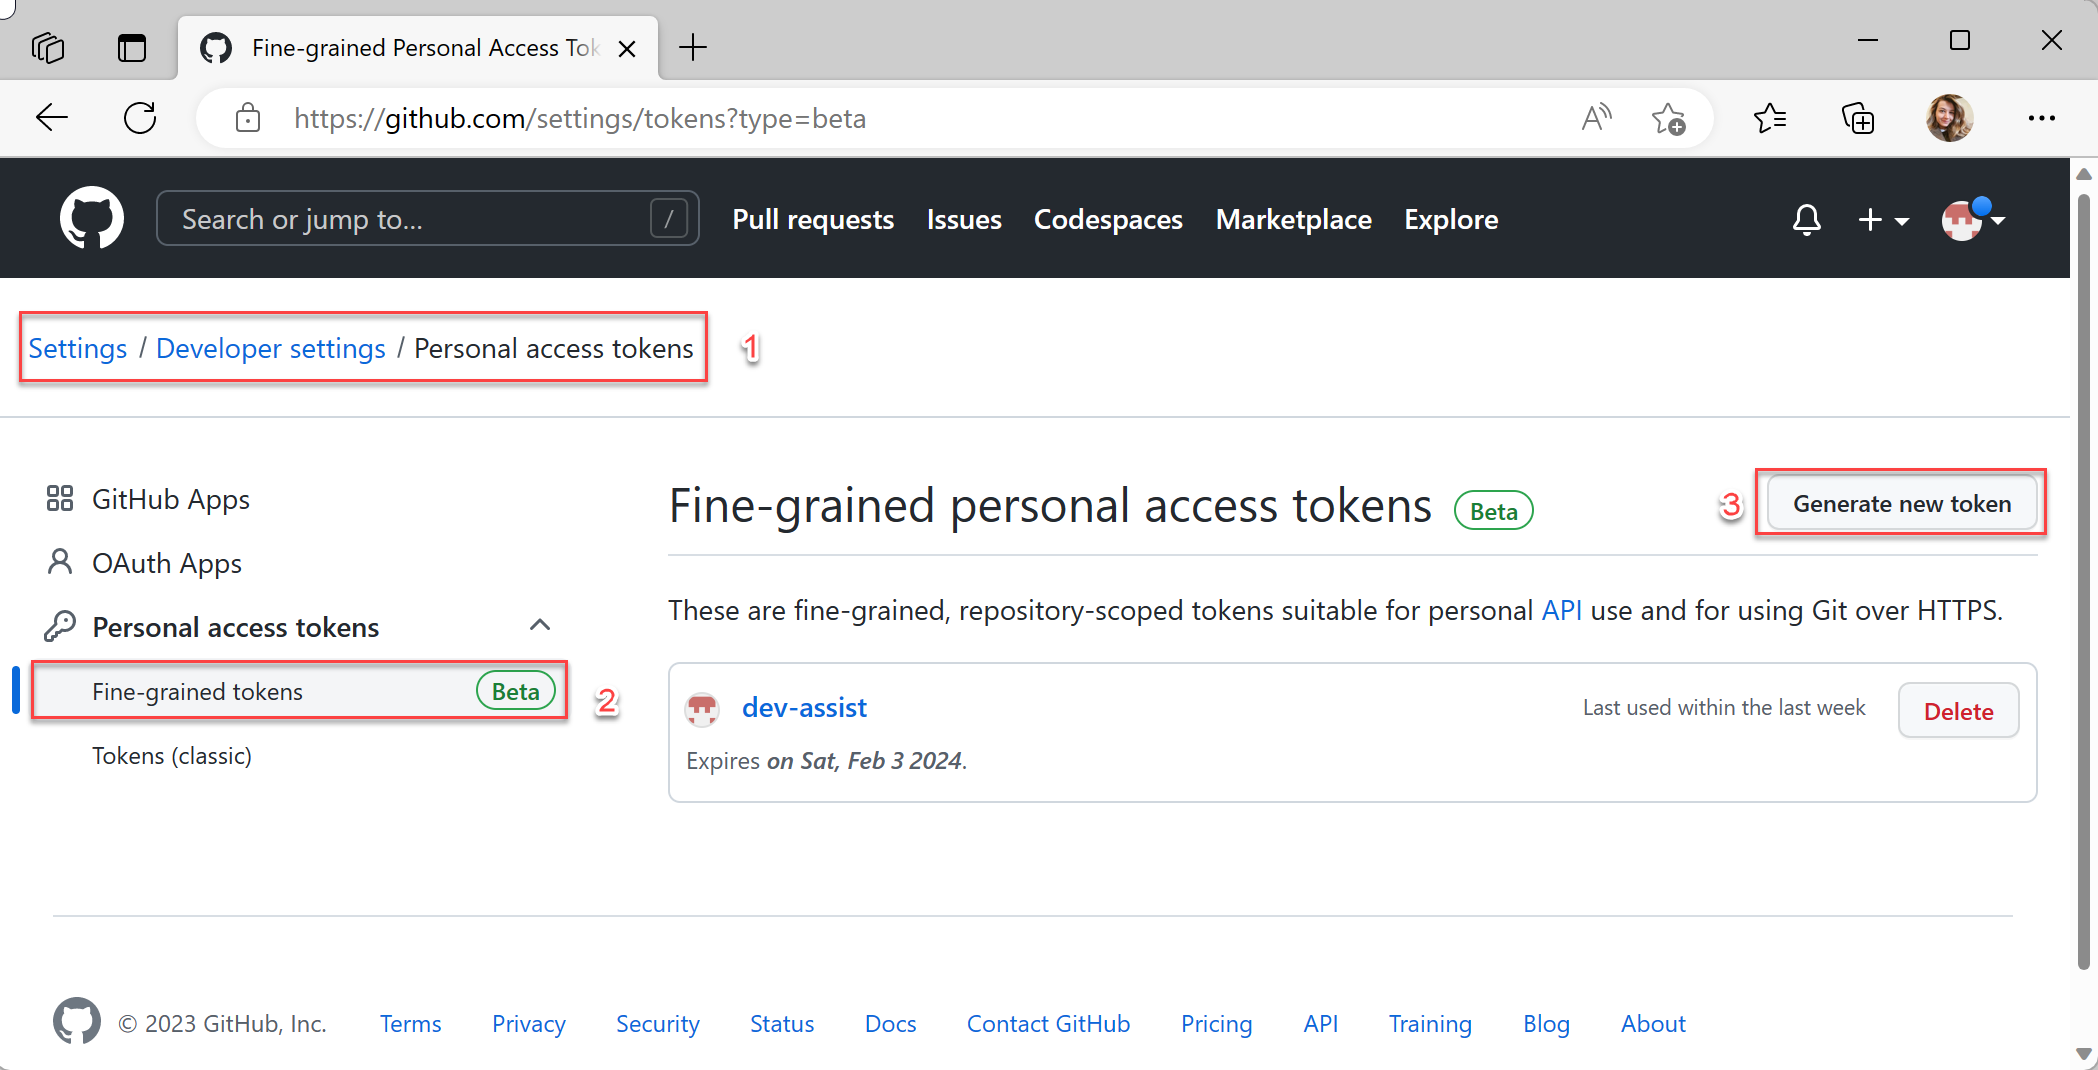 Fine-grained Personal Access Tok
https://github.com/settings/tokens?type=beta
Search or jump to... /
Pull requests Issues Codespaces Marketplace Explore
Settings / Developer settings / Personal access tokens 1
GitHub Apps
OAuth Apps
Personal access tokens
Fine-grained tokens Beta 2
Tokens (classic)
Fine-grained personal access tokens Beta
3 Generate new token
These are fine-grained, repository-scoped tokens suitable for personal API use and for using Git over HTTPS.
dev-assist
Last used within the last week
Delete
Expires on Sat, Feb 3 2024.
© 2023 GitHub, Inc. Terms Privacy Security Status Docs Contact GitHub Pricing API Training Blog About